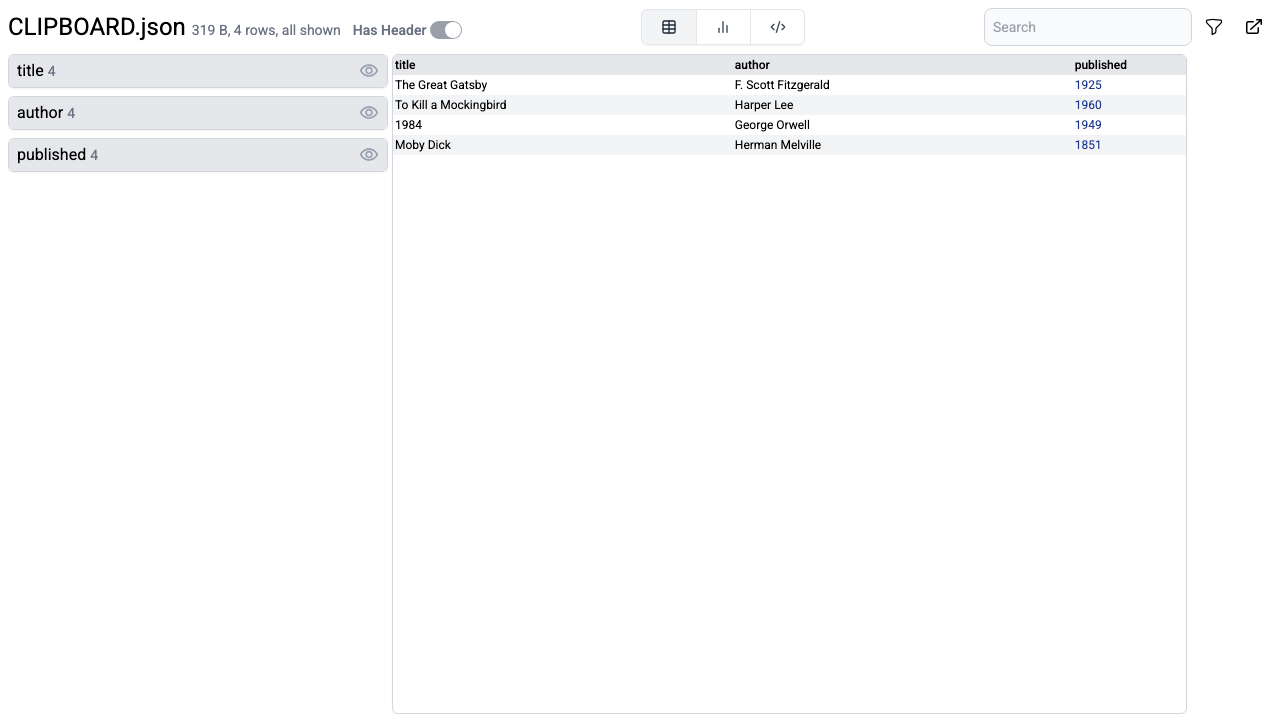 CLIPBOARD.json 319 B, 4 rows, all shown Has Header
Search
title 4
author 4
published 4
title author published
The Great Gatsby F. Scott Fitzgerald 1925
To Kill a Mockingbird Harper Lee 1960
1984 George Orwell 1949
Moby Dick Herman Melville 1851